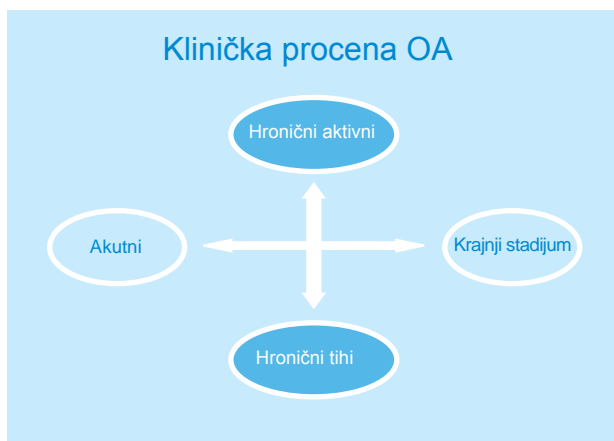 Klinička procena OA
Hronični aktivni
Akutni
Krajnji stadijum
Hronični tihi